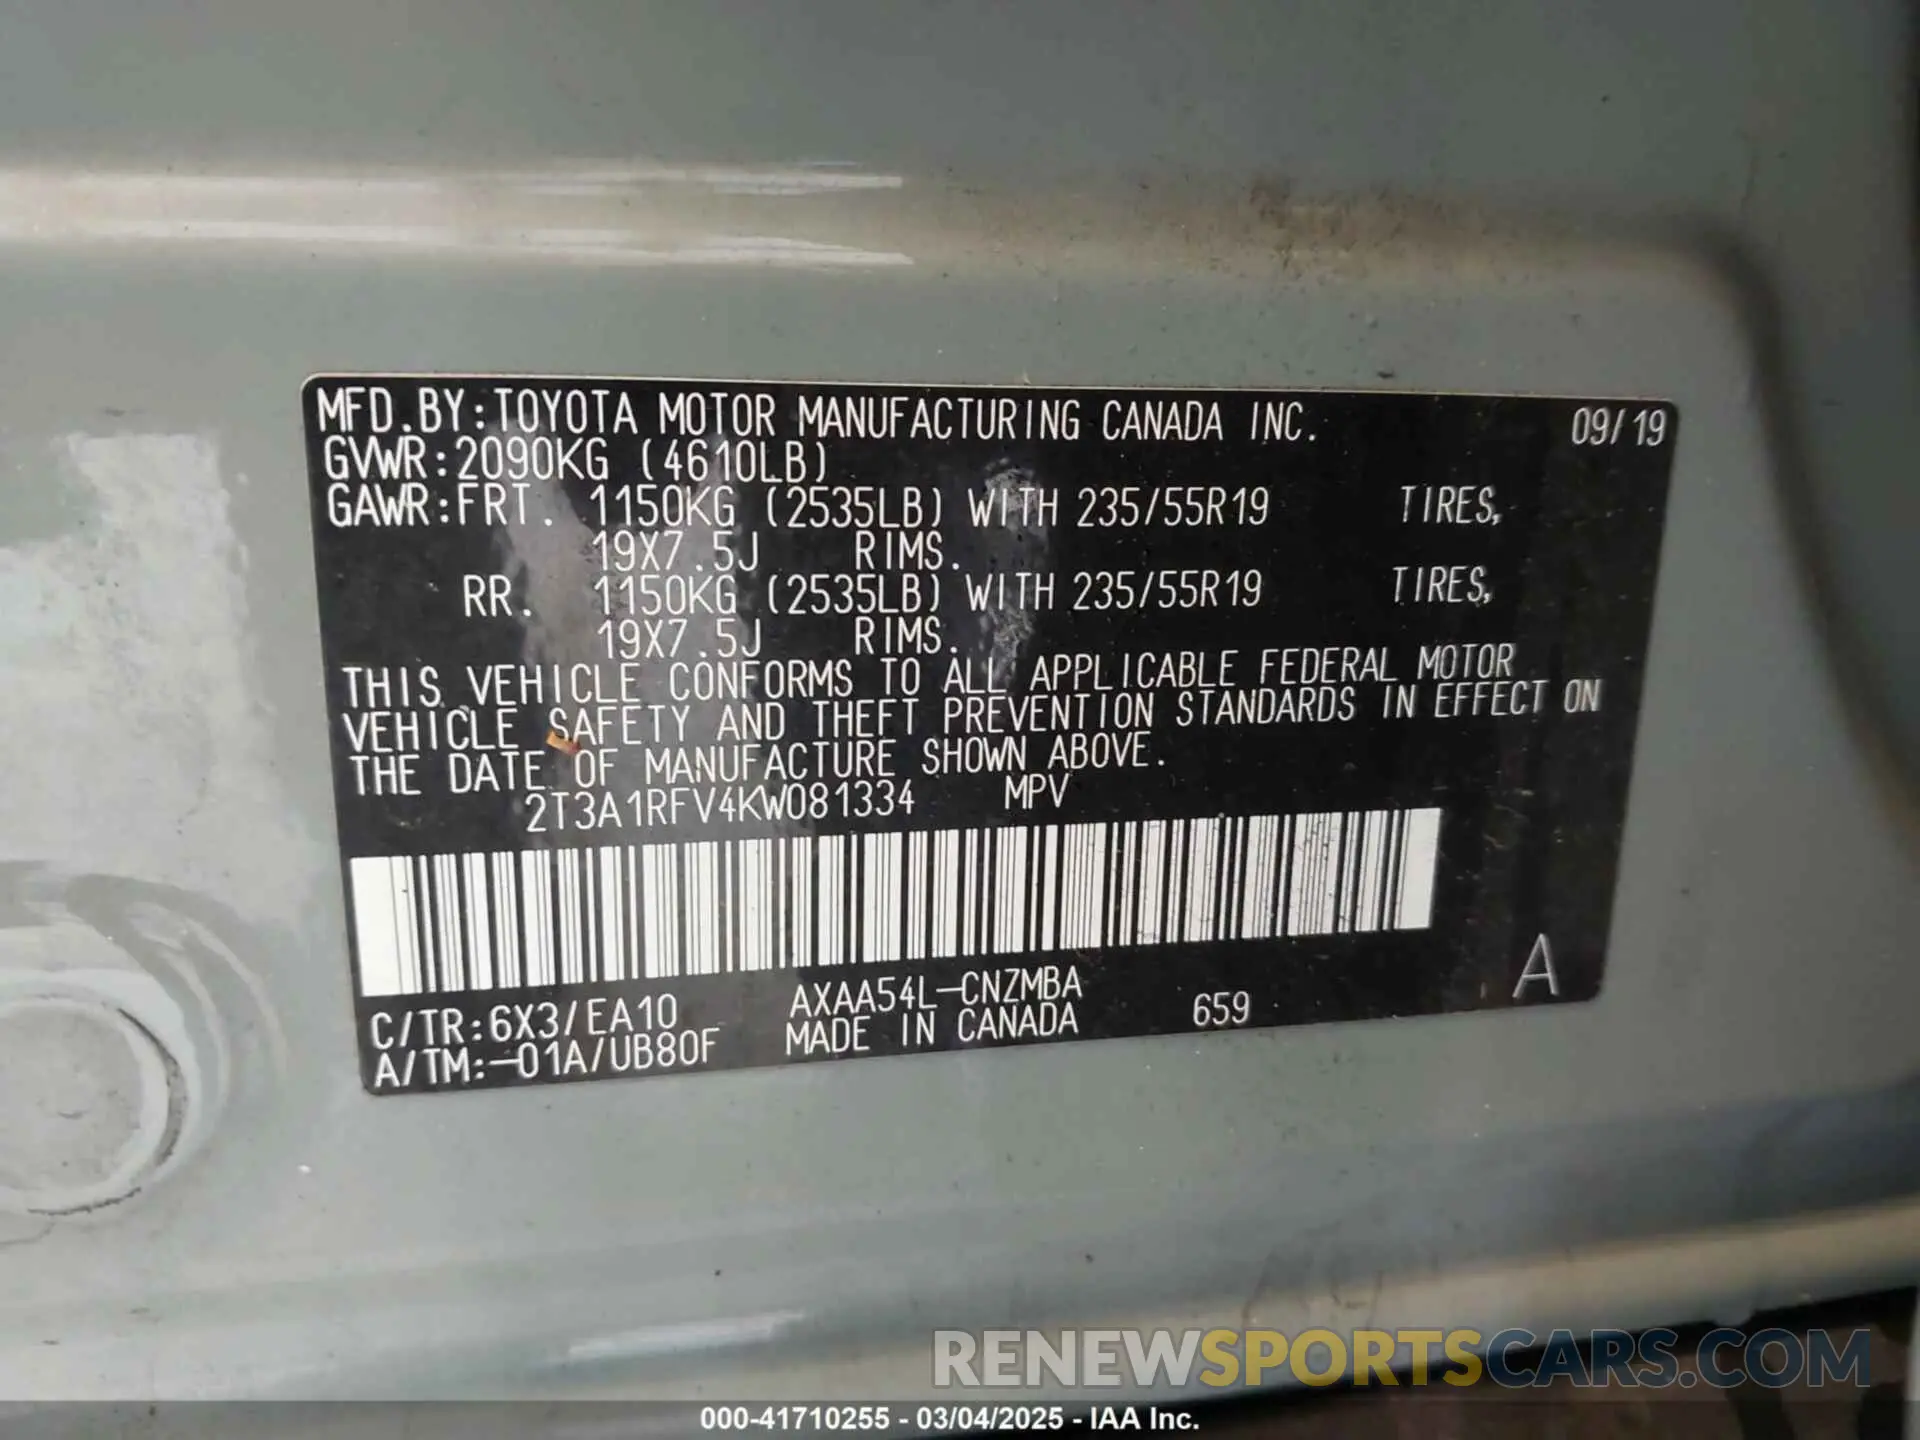 MFD.BY:TOYOTA MOTOR MANUFACTURING CANADA INC. 09/19
GVWR:2090KG (4610LB)
GAWR:FRT. 1150KG (2535LB) WITH 235/55R19 TIRES,
19X7.5J RIMS.
RR. 1150KG (2535LB) WITH 235/55R19 TIRES,
19X7.5J RIMS.
THIS VEHICLE CONFORMS TO ALL APPLICABLE FEDERAL MOTOR
VEHICLE SAFETY AND THEFT PREVENTION STANDARDS IN EFFECT ON
THE DATE OF MANUFACTURE SHOWN ABOVE.
2T3A1RFV4KW081334 MPV
C/TR:6X3/EA10 AXAA54L-CNZMBA
A/TM:-01A/UB80F MADE IN CANADA 659 A
RENEWSPORTSCARS.COM
000-41710255 - 03/04/2025 - IAA Inc.